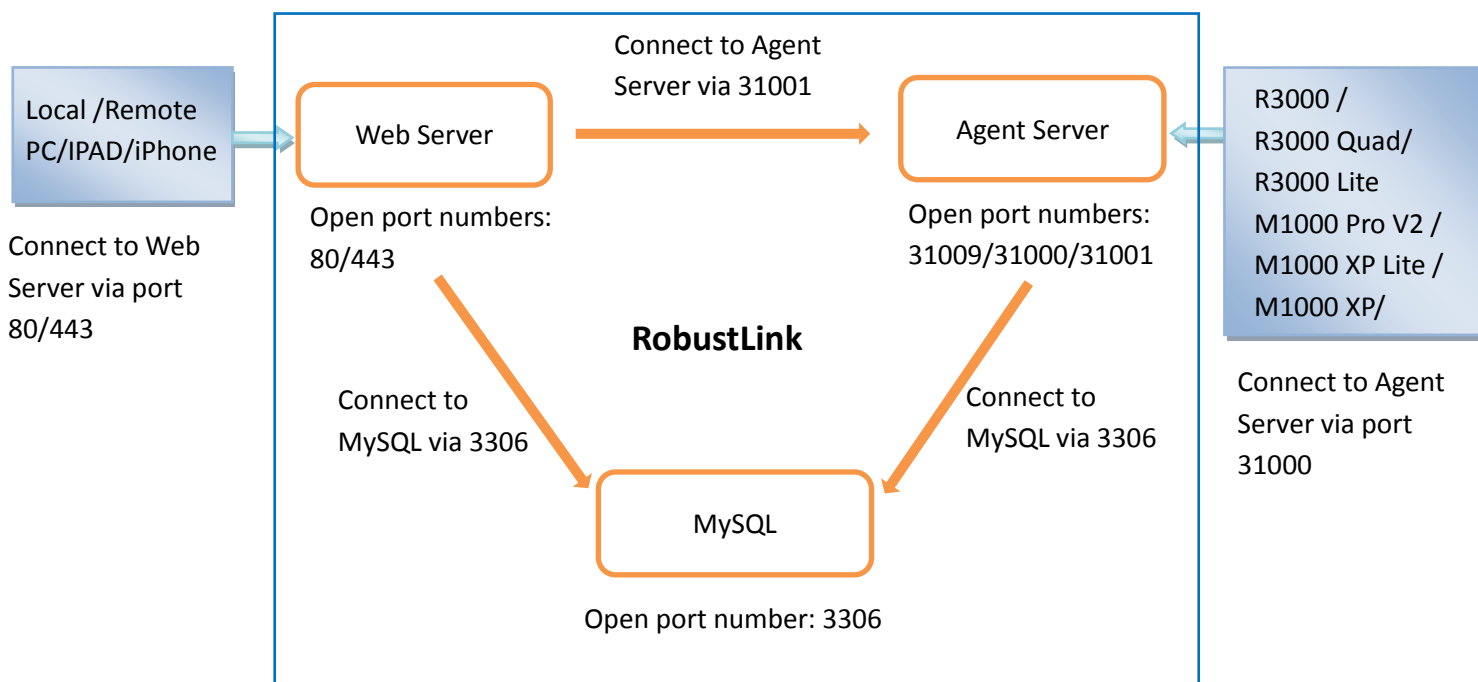 Local /Remote
PC/IPAD/iPhone
Connect to Web
Server via port
80/443
Web Server
Open port numbers:
80/443
Connect to Agent
Server via 31001
Agent Server
Open port numbers:
31009/31000/31001
RobustLink
Connect to
MySQL via 3306
Connect to
MySQL via 3306
MySQL
Open port number: 3306
R3000 /
R3000 Quad/
R3000 Lite
M1000 Pro V2 /
M1000 XP Lite /
M1000 XP/
Connect to Agent
Server via port
31000